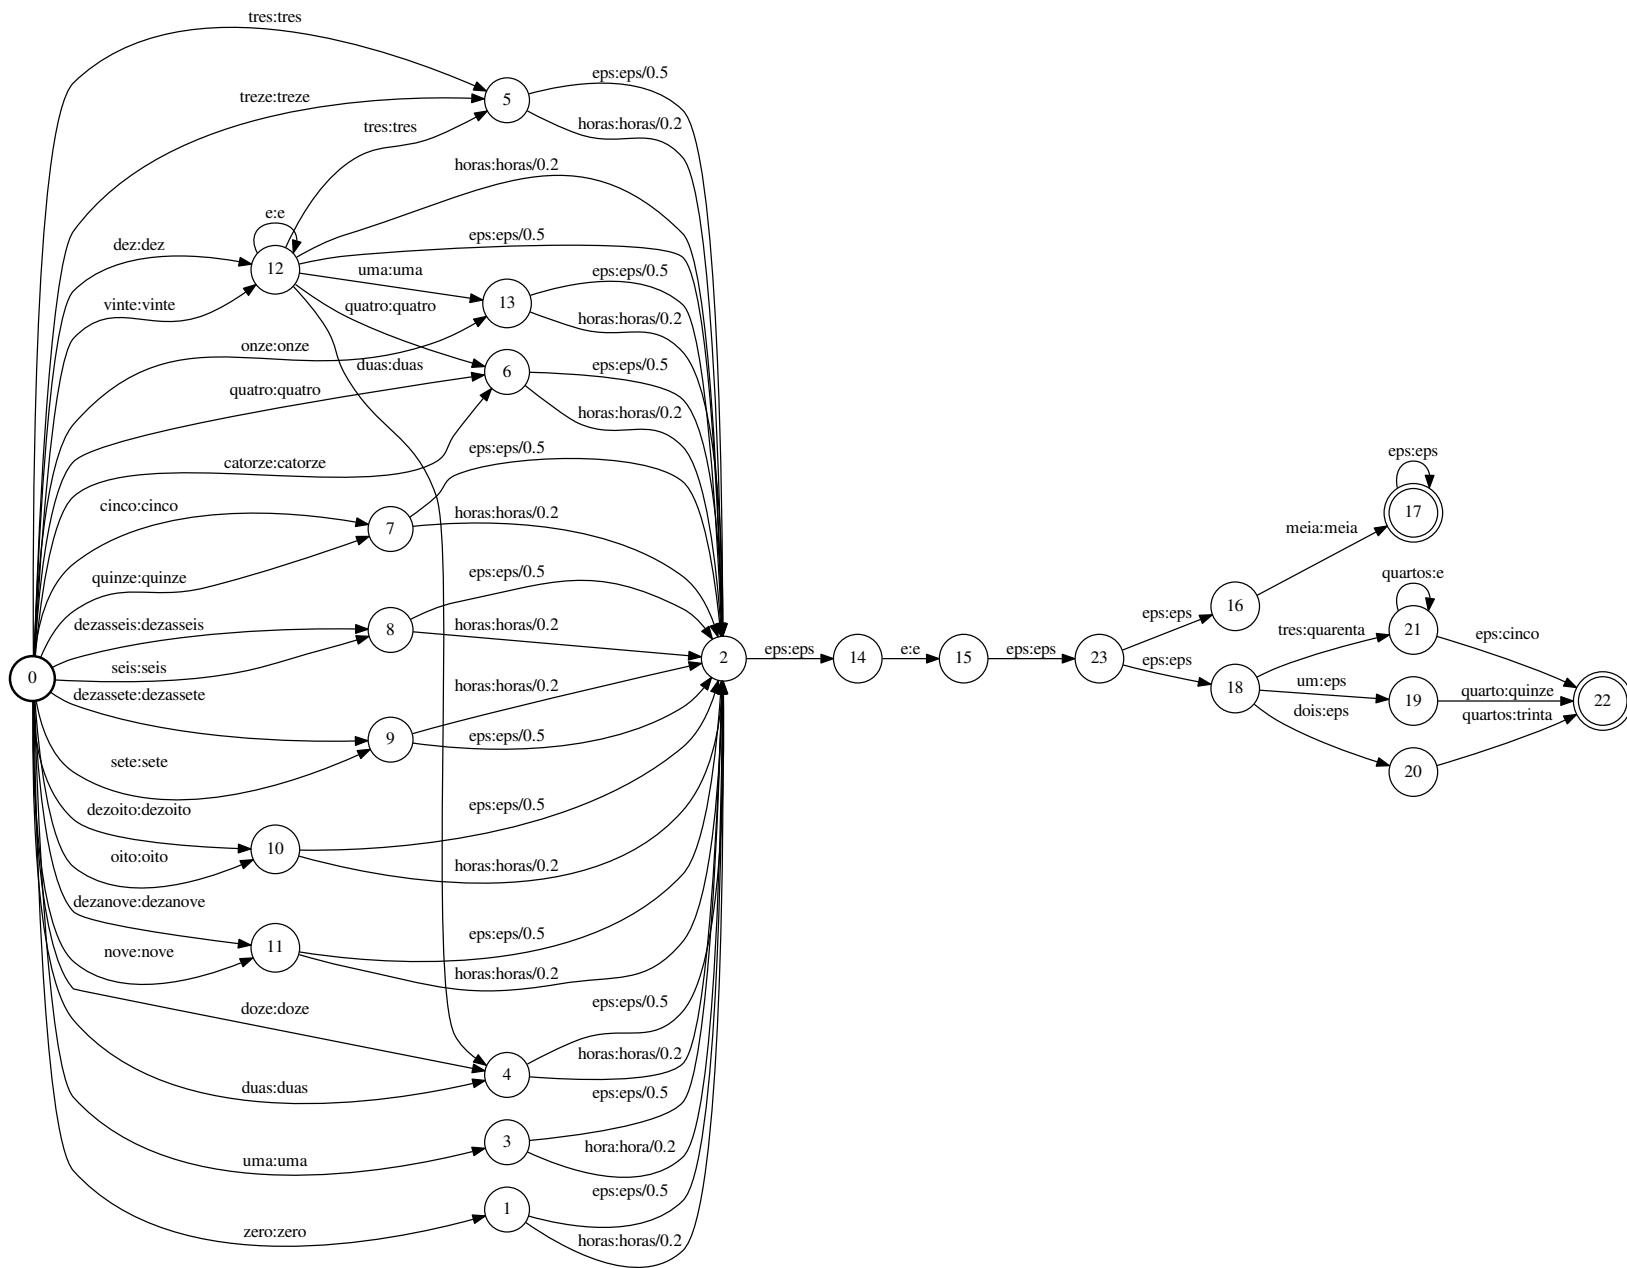 tres:tres
eps:eps/0.5
treze:treze
5
horas:horas/0.2
tres:tres
horas:horas/0.2
e:e
dez:dez
12
eps:eps/0.5
uma:uma
eps:eps/0.5
vinte:vinte
quatro:quatro
13
horas:horas/0.2
onze:onze
duas:duas
eps:eps/0.5
6
quatro:quatro
horas:horas/0.2
eps:eps/0.5
catorze:catorze
cinco:cinco
horas:horas/0.2
7
quinze:quinze
eps:eps/0.5
dezasseis:dezasseis
8
horas:horas/0.2
seis:seis
0
dezassete:dezassete
horas:horas/0.2
9
eps:eps/0.5
sete:sete
dezoito:dezoito
eps:eps/0.5
10
oito:oito
horas:horas/0.2
dezanove:dezanove
eps:eps/0.5
11
nove:nove
horas:horas/0.2
doze:doze
eps:eps/0.5
horas:horas/0.2
4
duas:duas
eps:eps/0.5
3
hora:hora/0.2
uma:uma
eps:eps/0.5
1
zero:zero
horas:horas/0.2
2
eps:eps
14
e:e
15
eps:eps
23
eps:eps
16
meia:meia
eps:eps
17
eps:eps
18
tres:quarenta
quartos:e
21
eps:cinco
um:eps
19
quarto:quinze
22
dois:eps
quartos:trinta
20